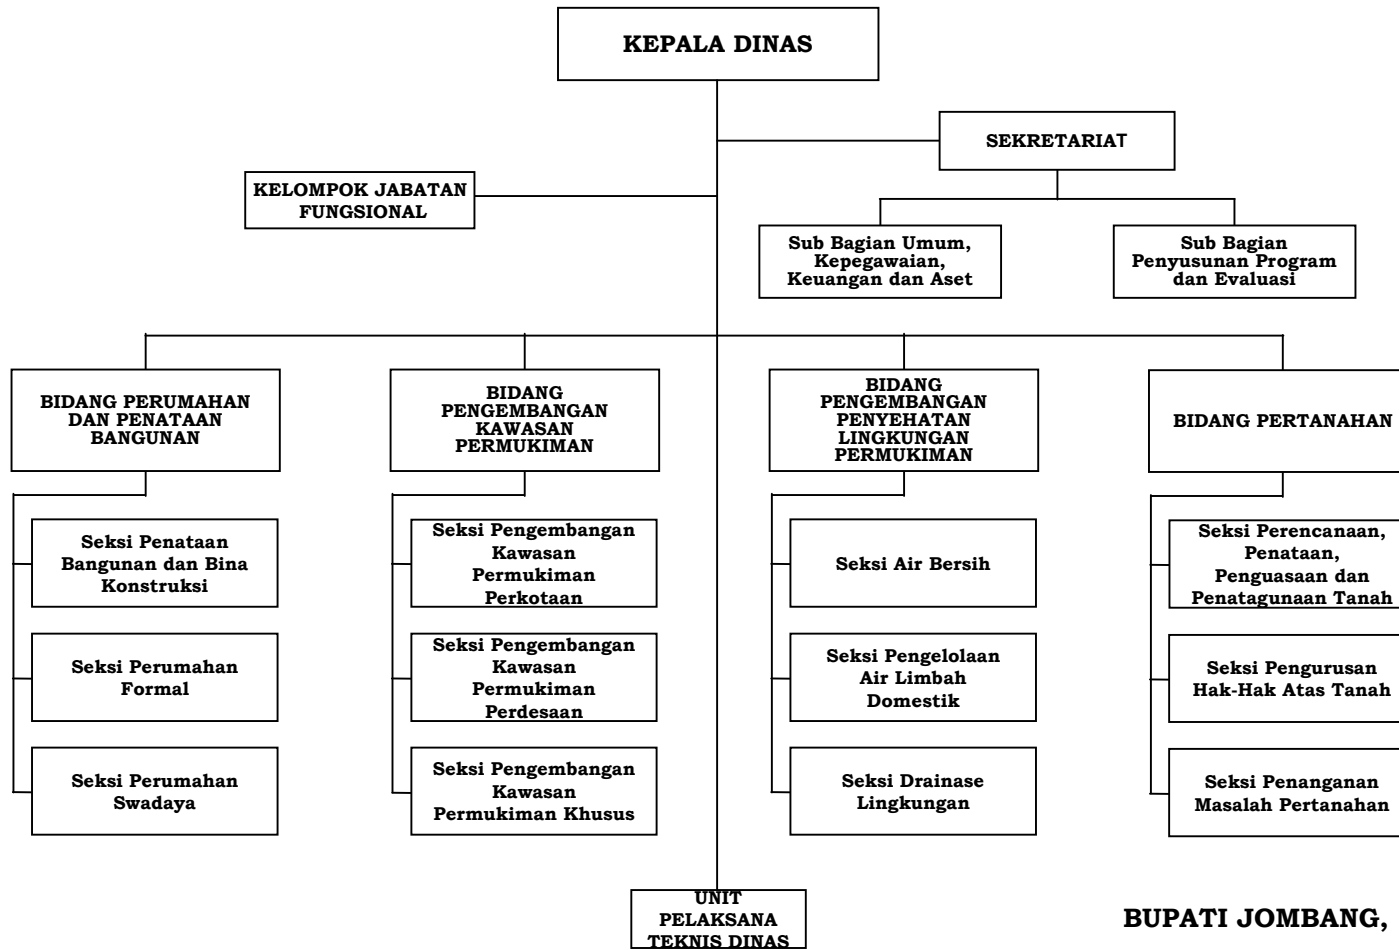 KEPALA DINAS
SEKRETARIAT
KELOMPOK JABATAN
FUNGSIONAL
Sub Bagian Umum,
Kepegawaian,
Keuangan dan Aset
Sub Bagian
Penyusunan Program
dan Evaluasi
BIDANG PERUMAHAN
DAN PENATAAN
BANGUNAN
BIDANG
PENGEMBANGAN
KAWASAN
PERMUKIMAN
BIDANG
PENGEMBANGAN
PENYEHATAN
LINGKUNGAN
PERMUKIMAN
BIDANG PERTANAHAN
Seksi Penataan
Bangunan dan Bina
Konstruksi
Seksi Perumahan
Formal
Seksi Perumahan
Swadaya
Seksi Pengembangan
Kawasan
Permukiman
Perkotaan
Seksi Pengembangan
Kawasan
Permukiman
Perdesaan
Seksi Pengembangan
Kawasan
Permukiman Khusus
Seksi Air Bersih
Seksi Pengelolaan
Air Limbah
Domestik
Seksi Drainase
Lingkungan
Seksi Perencanaan,
Penataan,
Penguasaan dan
Penatagunaan Tanah
Seksi Pengurusan
Hak-Hak Atas Tanah
Seksi Penanganan
Masalah Pertanahan
UNIT
PELAKSANA
TEKNIS DINAS
BUPATI JOMBANG,